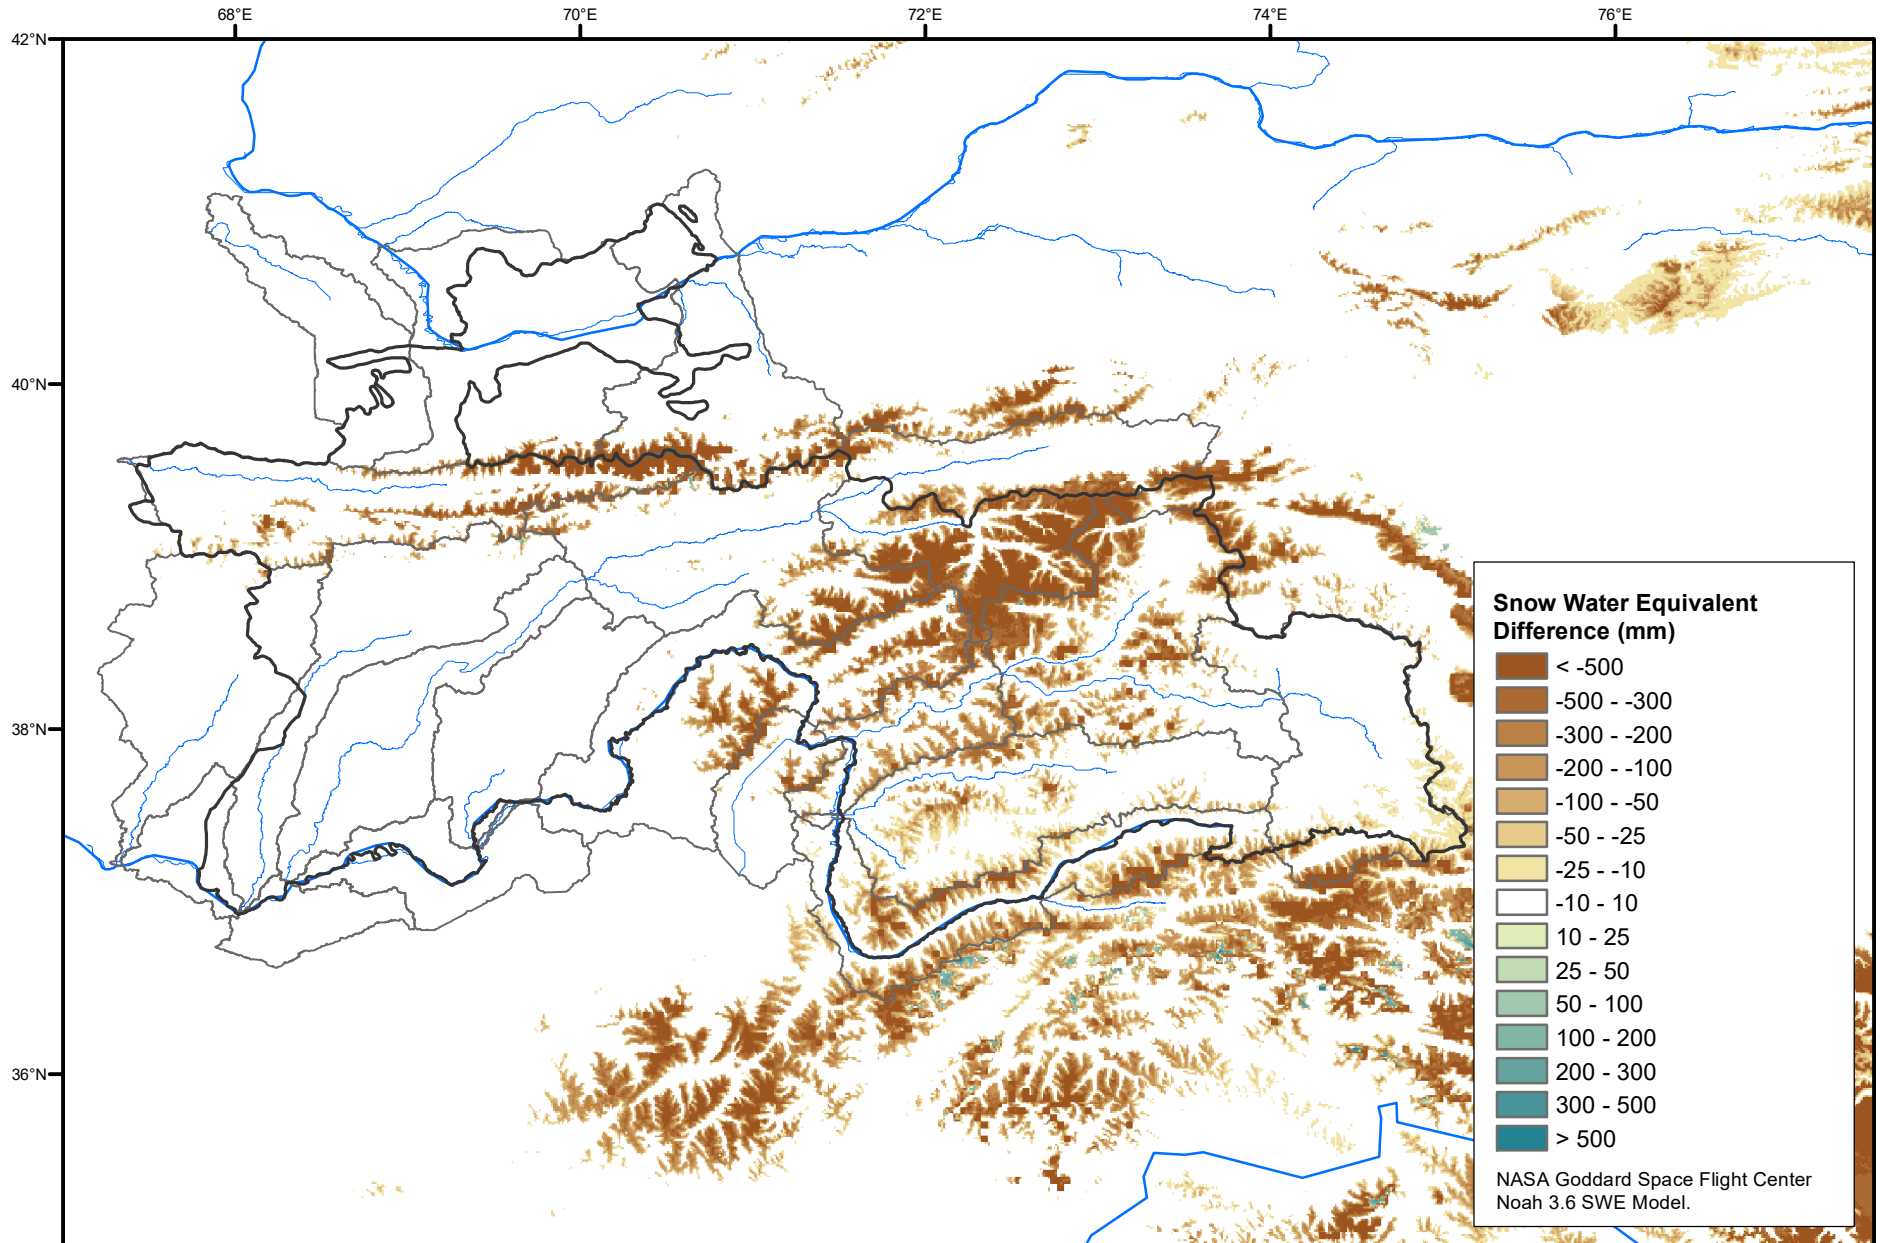 68°E
70°E
72°E
74°E
76°E
42°N
40°N
38°N
36°N
Snow Water Equivalent
Difference (mm)
< -500
-500 - -300
-300 - -200
-200 - -100
-100 - -50
-50 - -25
-25 - -10
-10 - 10
10 - 25
25 - 50
50 - 100
100 - 200
200 - 300
300 - 500
> 500
NASA Goddard Space Flight Center
Noah 3.6 SWE Model.